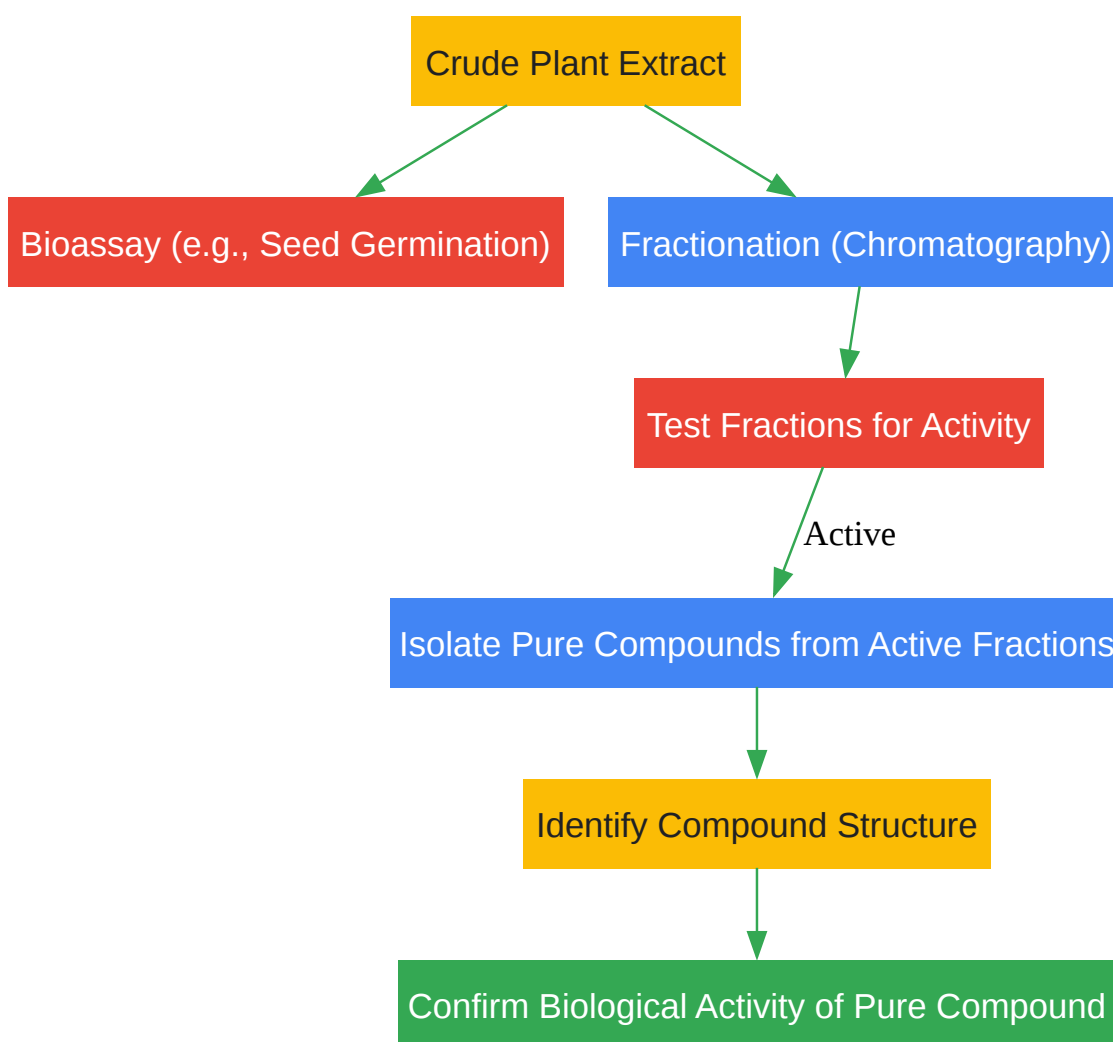 Crude Plant Extract
Bioassay (e.g., Seed Germination)
Fractionation (Chromatography)
Test Fractions for Activity
Active
Isolate Pure Compounds from Active Fractions
Identify Compound Structure
Confirm Biological Activity of Pure Compound